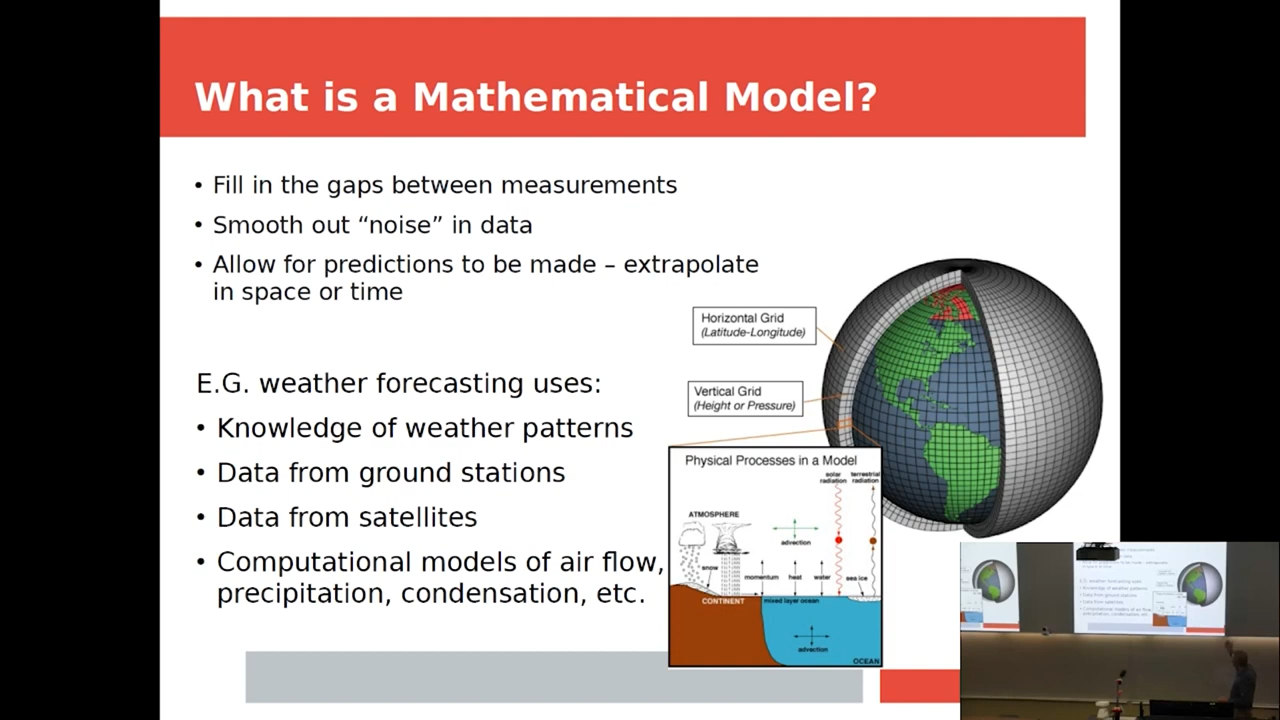 What is a Mathematical Model?
• Fill in the gaps between measurements
• Smooth out “noise” in data
• Allow for predictions to be made – extrapolate
in space or time
Horizontal Grid
(Latitude-Longitude)
Vertical Grid
(Height or Pressure)
E.G. weather forecasting uses:
• Knowledge of weather patterns
• Data from ground stations
• Data from satellites
• Computational models of air flow,
precipitation, condensation, etc.
Physical Processes in a Model
solar
radiation
terrestrial
radiation
ATMOSPHERE
advection
snow
momentum
heat
water
sea ice
CONTINENT
mixed layer ocean
advection
OCEAN